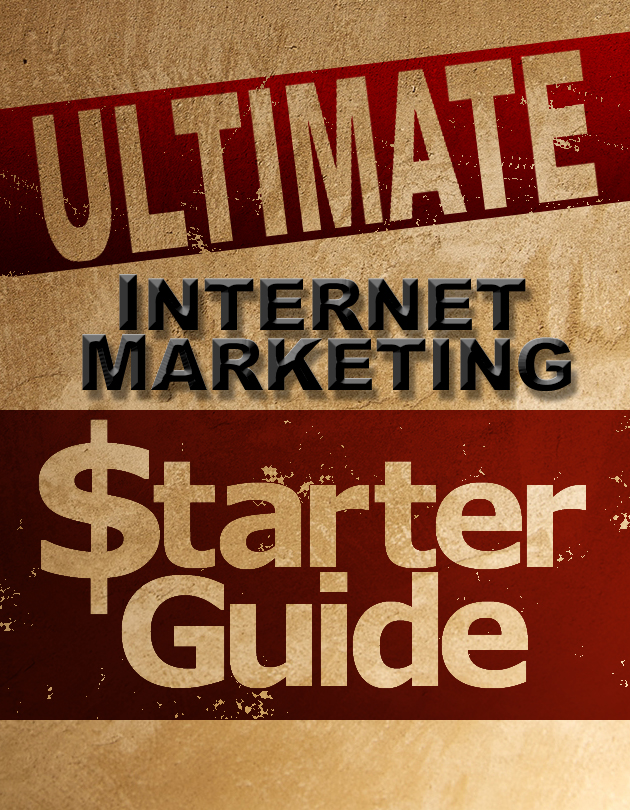 ULTIMATE
INTERNET
MARKETING
$tarter
Guide